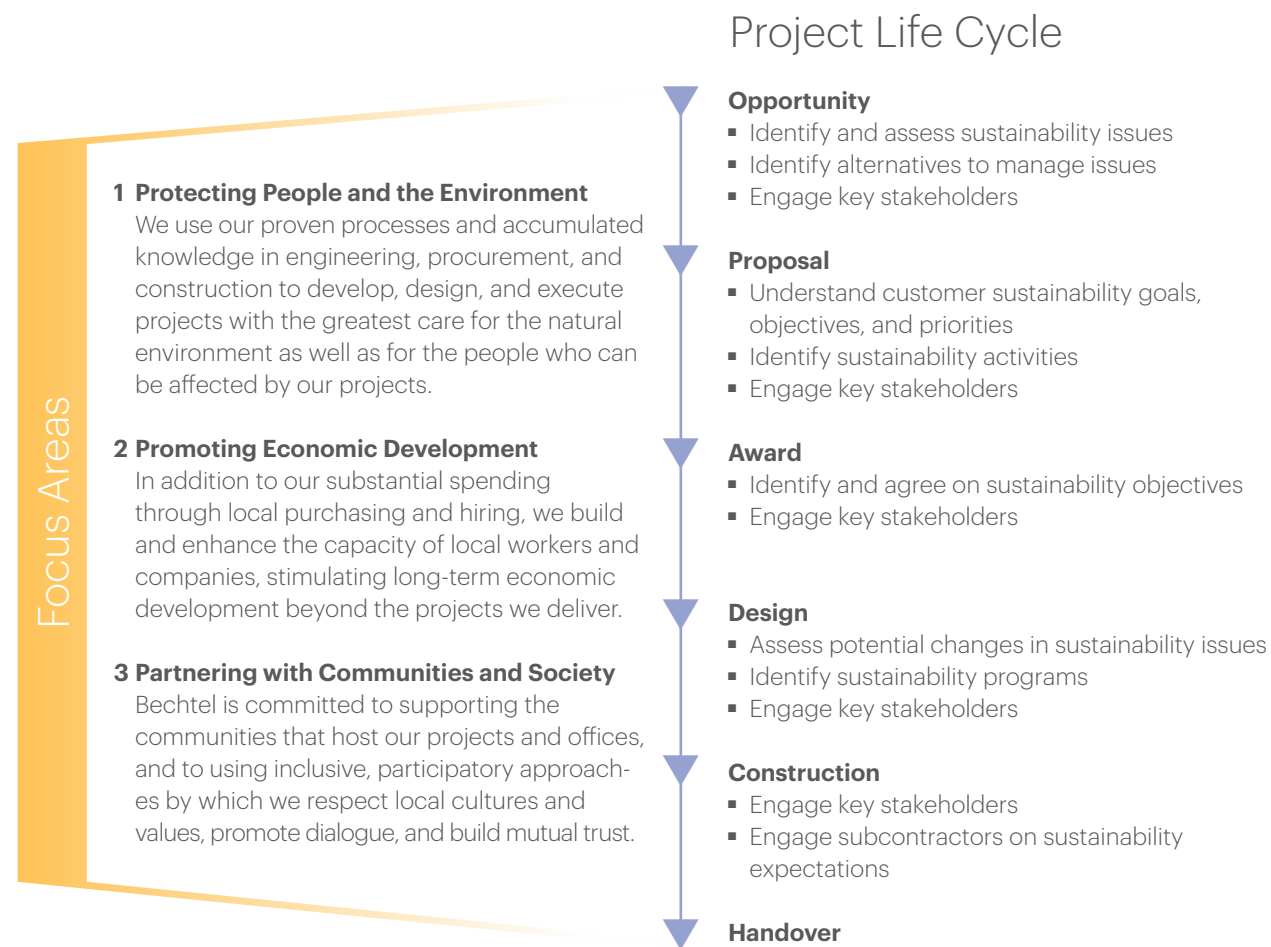 Project Life Cycle
Focus Areas
1 Protecting People and the Environment
We use our proven processes and accumulated
knowledge in engineering, procurement, and
construction to develop, design, and execute
projects with the greatest care for the natural
environment as well as for the people who can
be affected by our projects.
2 Promoting Economic Development
In addition to our substantial spending
through local purchasing and hiring, we build
and enhance the capacity of local workers and
companies, stimulating long-term economic
development beyond the projects we deliver.
3 Partnering with Communities and Society
Bechtel is committed to supporting the
communities that host our projects and offices,
and to using inclusive, participatory approach-
es by which we respect local cultures and
values, promote dialogue, and build mutual trust.
Opportunity
▪ Identify and assess sustainability issues
▪ Identify alternatives to manage issues
▪ Engage key stakeholders
Proposal
▪ Understand customer sustainability goals,
objectives, and priorities
▪ Identify sustainability activities
▪ Engage key stakeholders
Award
▪ Identify and agree on sustainability objectives
▪ Engage key stakeholders
Design
▪ Assess potential changes in sustainability issues
▪ Identify sustainability programs
▪ Engage key stakeholders
Construction
▪ Engage key stakeholders
▪ Engage subcontractors on sustainability
expectations
Handover